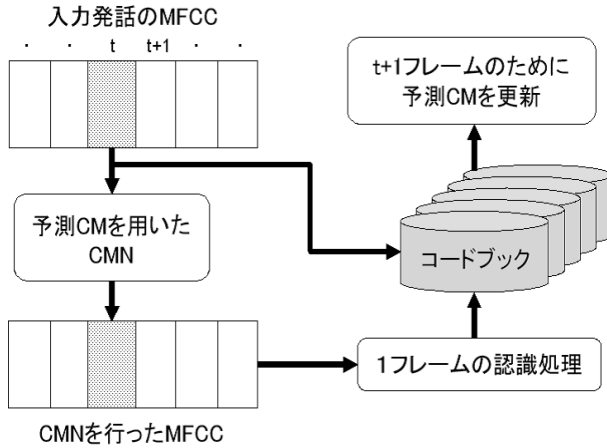 入力発話のMFCC
・ ・ t t+1 ・ ・
t+1フレームのために
予測CMを更新
予測CMを用いた
CMN
コードブック
1フレームの認識処理
CMNを行ったMFCC